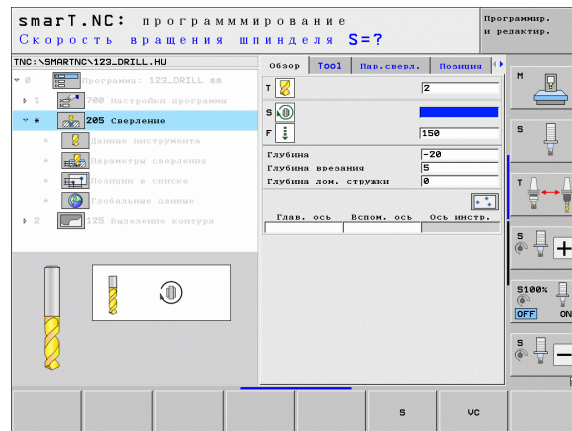 smarT.NC: программмирование
Программир. и редактир.
Скорость вращения шпинделя S=?
TNC:\SMARTNC\123_DRILL.HU
0 Программа: 123_DRILL мм
1 700 Настройки программы
* 205 Сверление
* Данные инструмента
* Параметры сверления
* Позиции в списке
* Глобальные данные
2 125 Выделение контура
Обзор Tool Пар.сверл. Позиция
T 2
S
F 150
Глубина -20
Глубина врезания 5
Глубина лом. стружки 0
Глав. ось Вспом. ось Ось инстр.
M
S
T
S
S100%
OFF ON
S
S VC